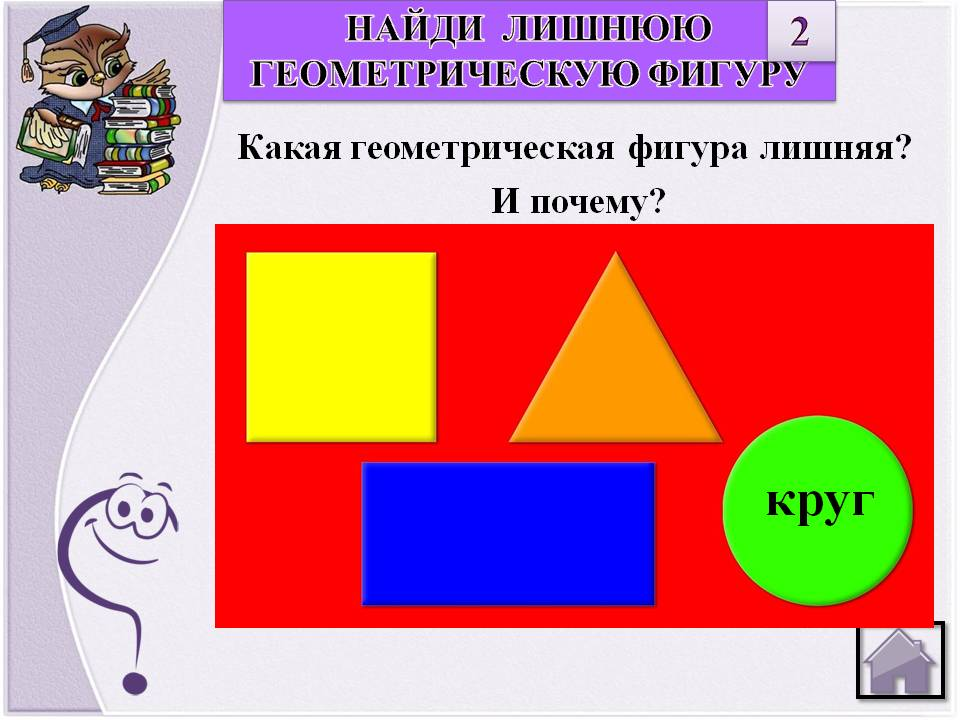 НАЙДИ ЛИШНЮЮ
ГЕОМЕТРИЧЕСКУЮ ФИГУРУ
2
Какая геометрическая фигура лишняя?
И почему?
круг